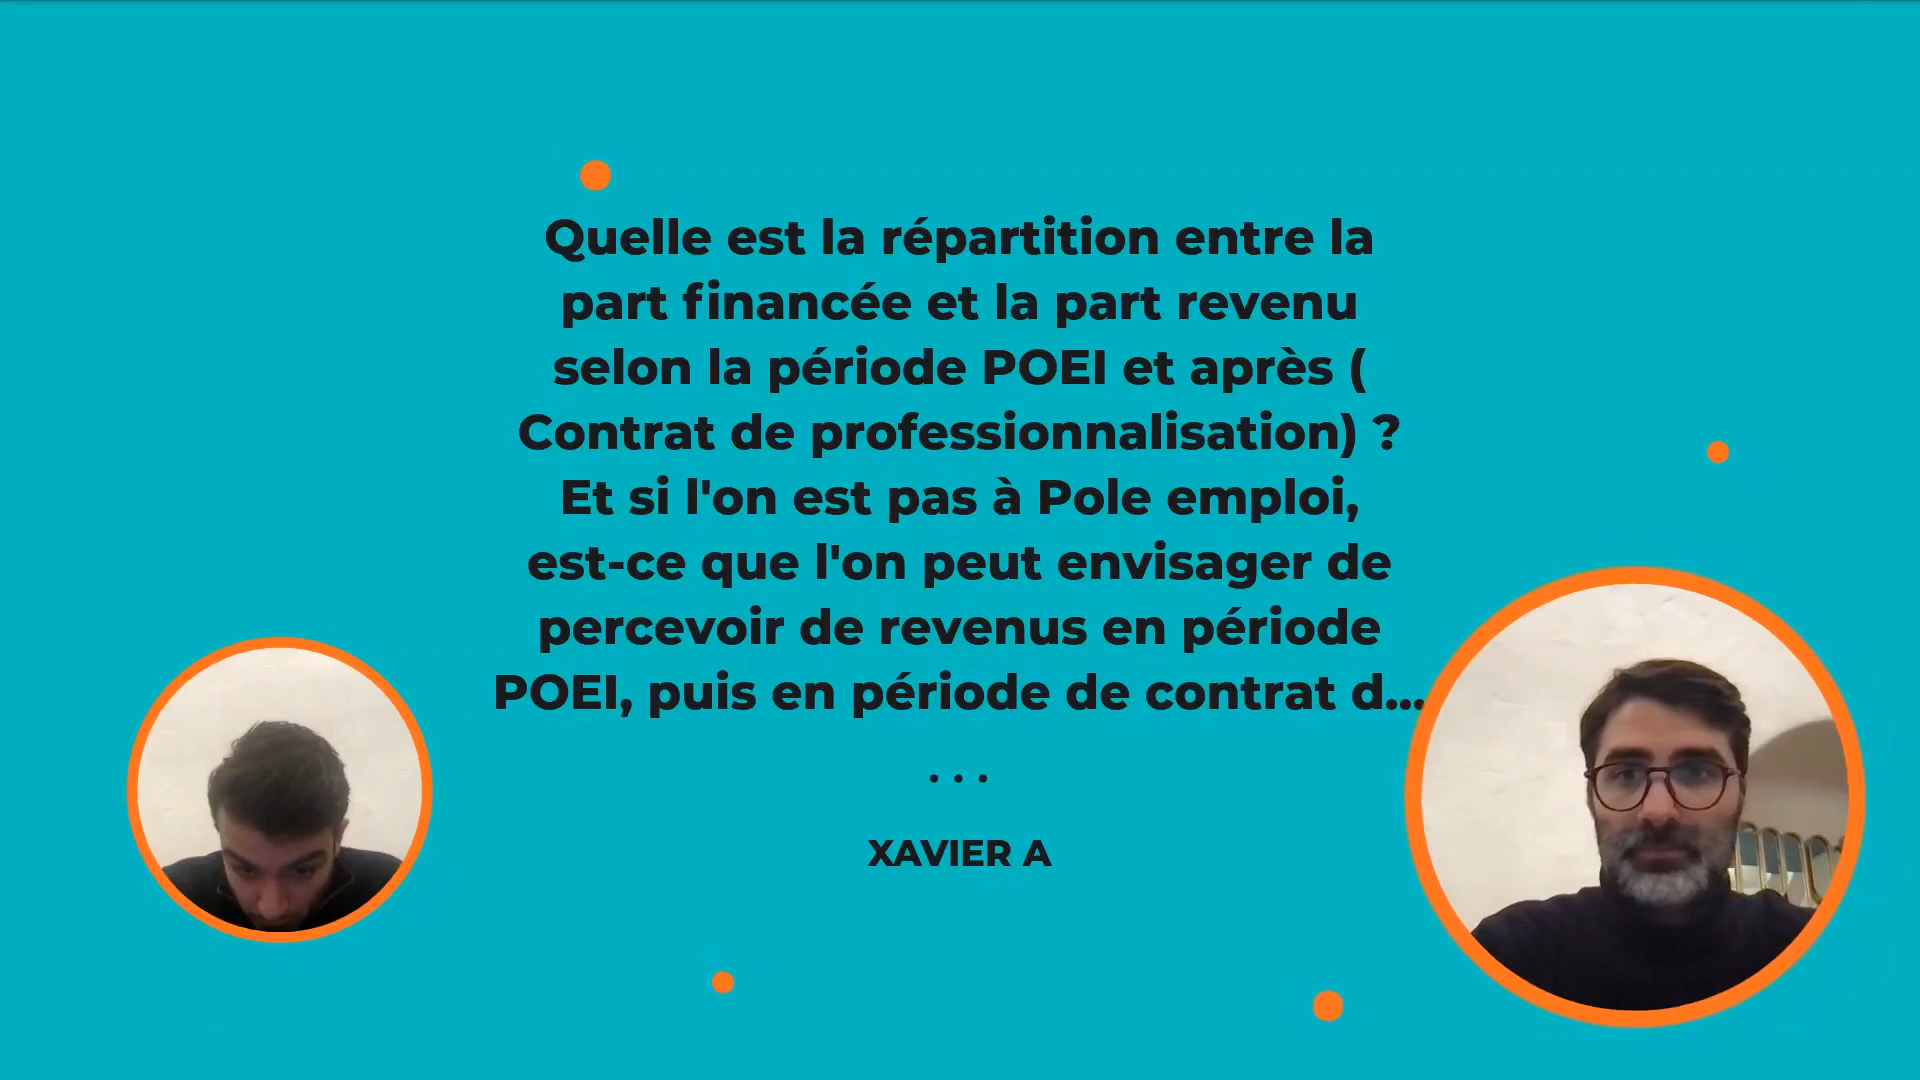 Quelle est la répartition entre la
part financée et la part revenu
selon la période POEI et après (
Contrat de professionnalisation) ?
Et si l'on est pas à Pole emploi,
est-ce que l'on peut envisager de
percevoir de revenus en période
POEI, puis en période de contrat d...
. . .
XAVIER A